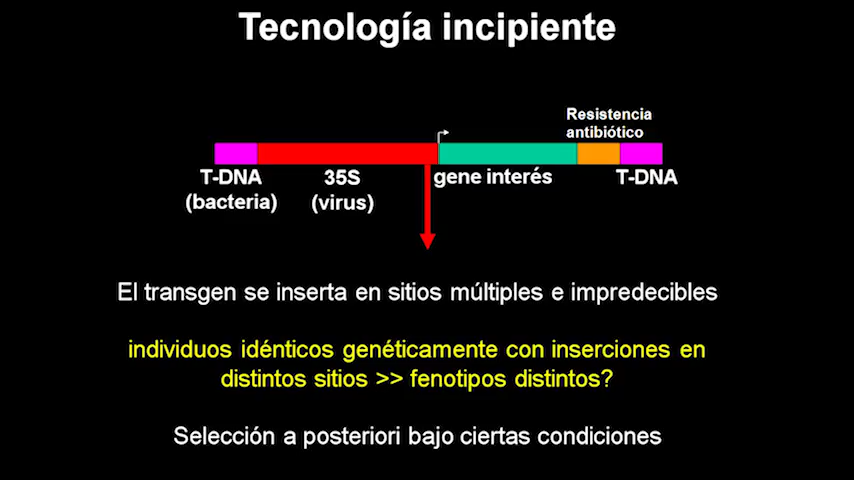 Tecnología incipiente
Resistencia
antibiótico
T-DNA
(bacteria)
35S
(virus)
gene interés
T-DNA
El transgen se inserta en sitios múltiples e impredecibles
individuos idénticos genéticamente con inserciones en
distintos sitios >> fenotipos distintos?
Selección a posteriori bajo ciertas condiciones